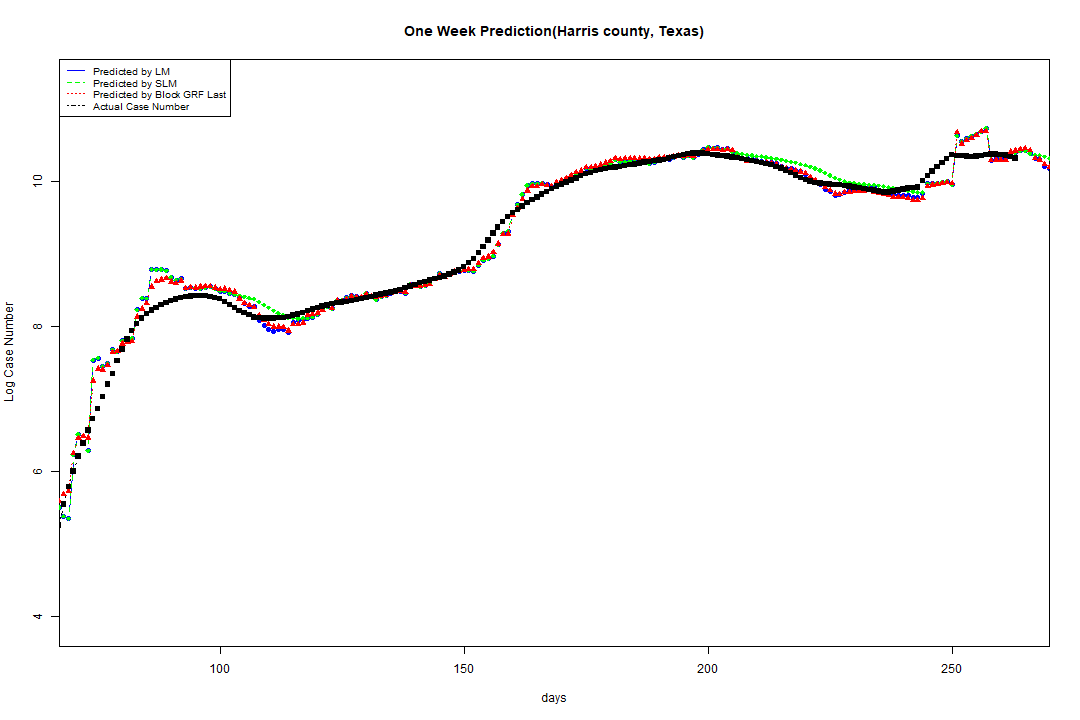 One Week Prediction(Harris county, Texas)
Predicted by LM
Predicted by SLM
Predicted by Block GRF Last
Actual Case Number
Log Case Number
10
8
6
4
100
150
200
250
days